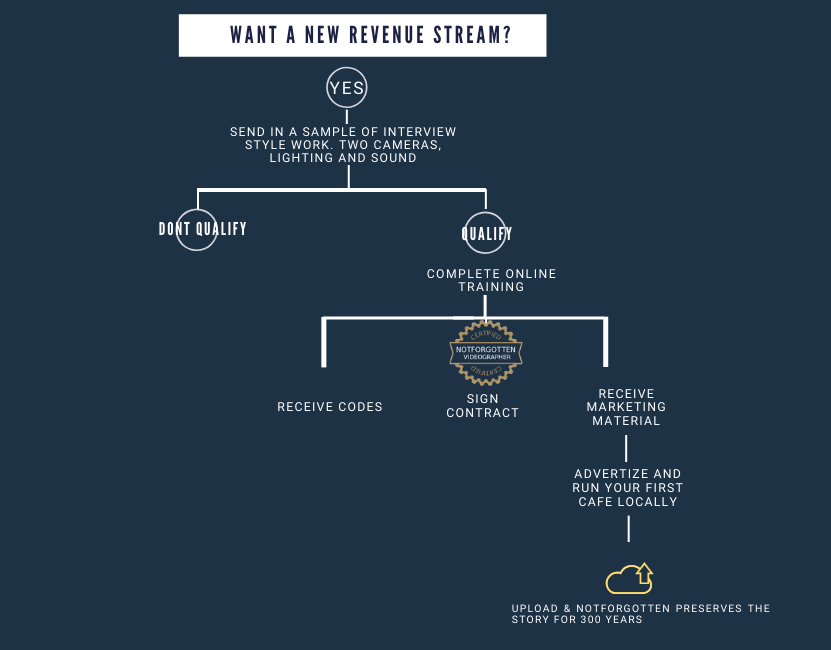 WANT A NEW REVENUE STREAM?
YES
SEND IN A SAMPLE OF INTERVIEW
STYLE WORK. TWO CAMERAS,
LIGHTING AND SOUND
DONT QUALIFY
QUALIFY
COMPLETE ONLINE
TRAINING
CERTIFIED
NOTFORGOTTEN
VIDEOGRAPHER
CERTIFIED
RECEIVE CODES
SIGN
CONTRACT
RECEIVE
MARKETING
MATERIAL
ADVERTIZE AND
RUN YOUR FIRST
CAFE LOCALLY
UPLOAD & NOTFORGOTTEN PRESERVES THE
STORY FOR 300 YEARS